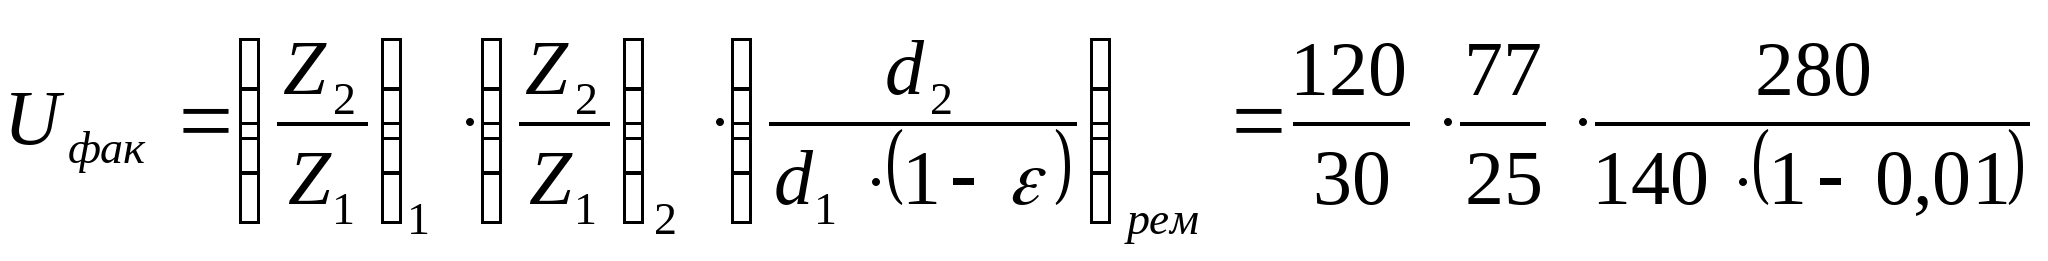 U_фак = (Z_2/Z_1)_1 · (Z_2/Z_1)_2 · (d_2/(d_1 · (1 - ε)))_рем = 120/30 · 77/25 · 280/(140 · (1 - 0,01))